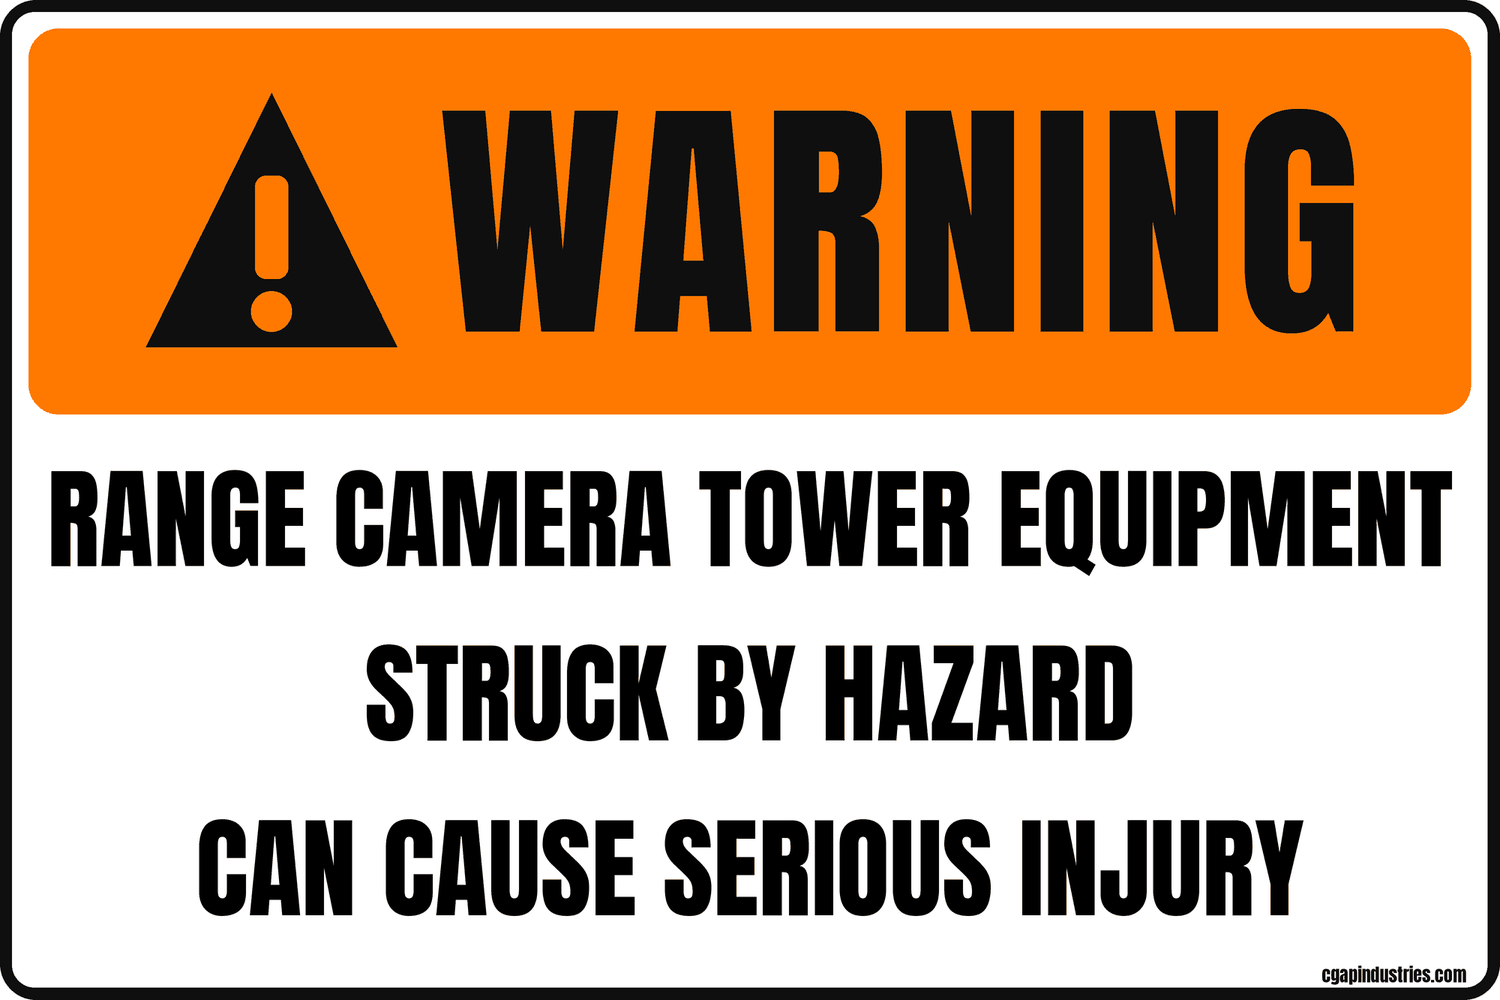 WARNING
RANGE CAMERA TOWER EQUIPMENT
STRUCK BY HAZARD
CAN CAUSE SERIOUS INJURY
cgapindustries.com